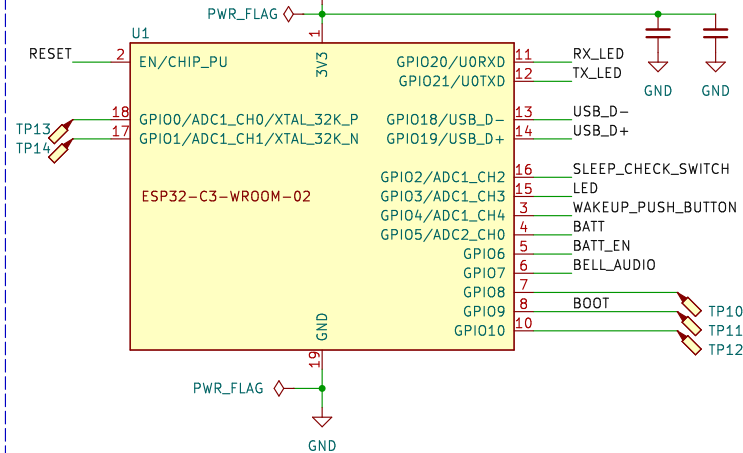 PWR_FLAG
U1
1
3V3
GND GND
RESET 2 EN/CHIP_PU
GPIO20/U0RXD 11 RX_LED
GPIO21/U0TXD 12 TX_LED
TP13 18 GPIO0/ADC1_CH0/XTAL_32K_P
TP14 17 GPIO1/ADC1_CH1/XTAL_32K_N
GPIO18/USB_D- 13 USB_D-
GPIO19/USB_D+ 14 USB_D+
GPIO2/ADC1_CH2 16 SLEEP_CHECK_SWITCH
ESP32-C3-WROOM-02
GPIO3/ADC1_CH3 15 LED
GPIO4/ADC1_CH4 3 WAKEUP_PUSH_BUTTON
GPIO5/ADC2_CH0 4 BATT
GPIO6 5 BATT_EN
GPIO7 6 BELL_AUDIO
GPIO8 7 TP10
GPIO9 8 BOOT TP11
GPIO10 10 TP12
GND
19
PWR_FLAG
GND